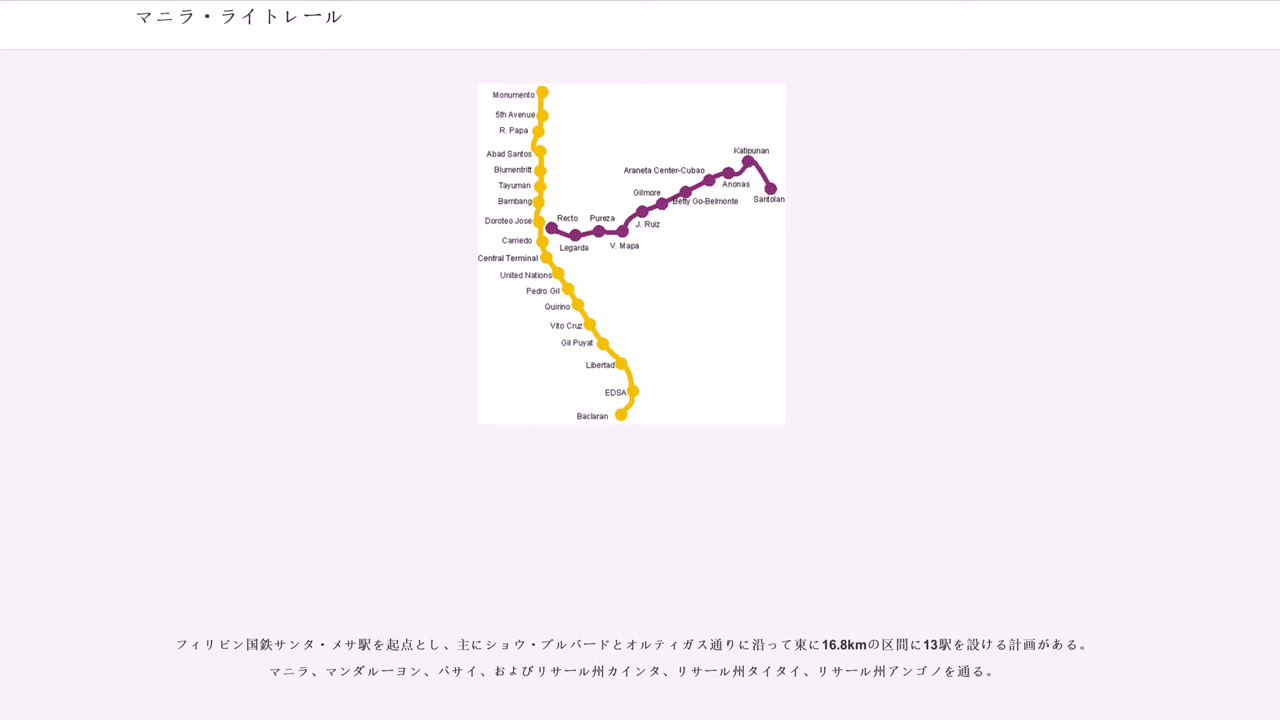 マニラ・ライトレール
Monumento
5th Avenue
R. Papa
Abad Santos
Blumentritt
Tayuman
Bambang
Doroteo Jose
Carriedo
Central Terminal
United Nations
Pedro Gil
Quirino
Vito Cruz
Gil Puyat
Libertad
EDSA
Baclaran
Recto
Legarda
Pureza
V. Mapa
J. Ruiz
Gilmore
Betty Go-Belmonte
Araneta Center-Cubao
Anonas
Katipunan
Santolan
フィリピン国鉄サンタ・メサ駅を起点とし、主にショウ・ブルバードとオルティガス通りに沿って東に16.8kmの区間に13駅を設ける計画がある。
マニラ、マンダルーヨン、パサイ、およびリサール州カインタ、リサール州タイタイ、リサール州アンゴノを通る。